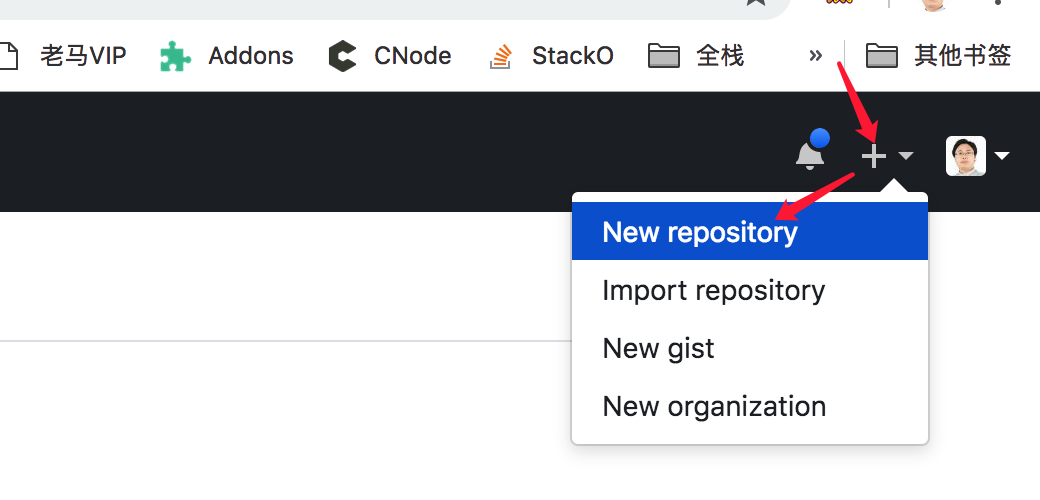 老马VIP Addons CNode StackO 全栈 » 其他书签
New repository
Import repository
New gist
New organization